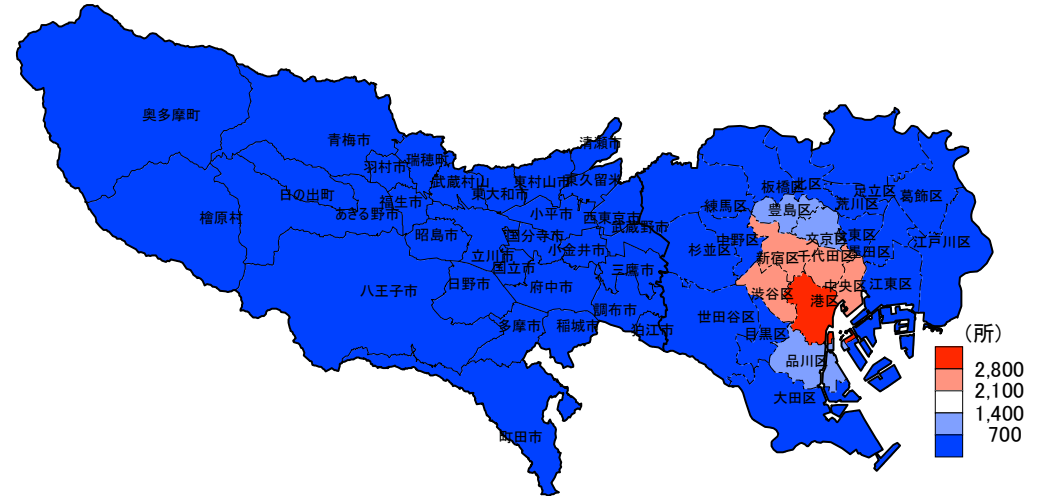 奥多摩町
青梅市
清瀬市
瑞穂町
羽村市
武蔵村山
東村山市
東久留米
東大和市
日の出町
福生市
あきる野市
檜原村
小平市
西東京市
武蔵野市
昭島市
国分寺市
小金井市
立川市
国立市
三鷹市
八王子市
日野市
府中市
調布市
多摩市
稲城市
狛江市
町田市
板橋区
北区
足立区
葛飾区
練馬区
豊島区
荒川区
中野区
文京区
台東区
墨田区
江戸川区
杉並区
新宿区
千代田区
渋谷区
中央区
江東区
港区
世田谷区
目黒区
品川区
大田区
(所)
2,800
2,100
1,400
700